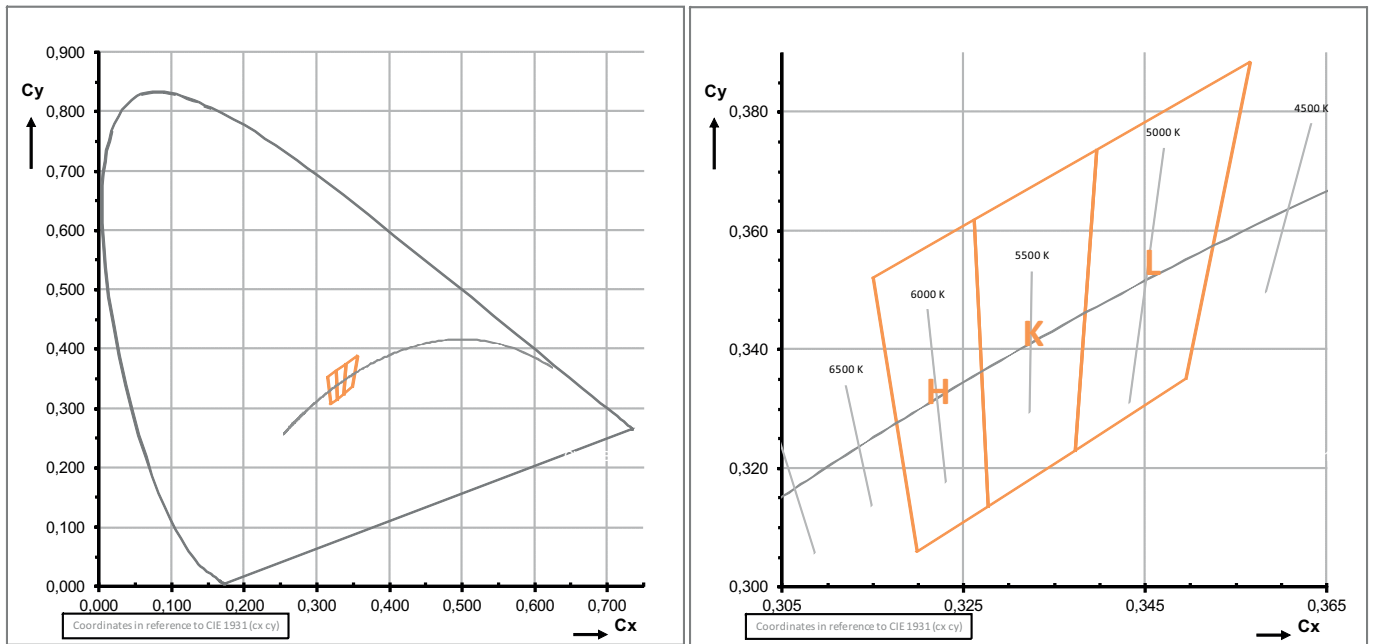 0,900
Cy
0,800
0,700
0,600
0,500
0,400
0,300
0,200
0,100
0,000
0,000 0,100 0,200 0,300 0,400 0,500 0,600 0,700
Coordinates in reference to CIE 1931 (cx cy)
Cx
Cy
0,380
0,360
0,340
0,320
0,300
4500 K
5000 K
5500 K
6000 K
6500 K
L
K
H
0,305 0,325 0,345 0,365
Coordinates in reference to CIE 1931 (cx cy)
Cx